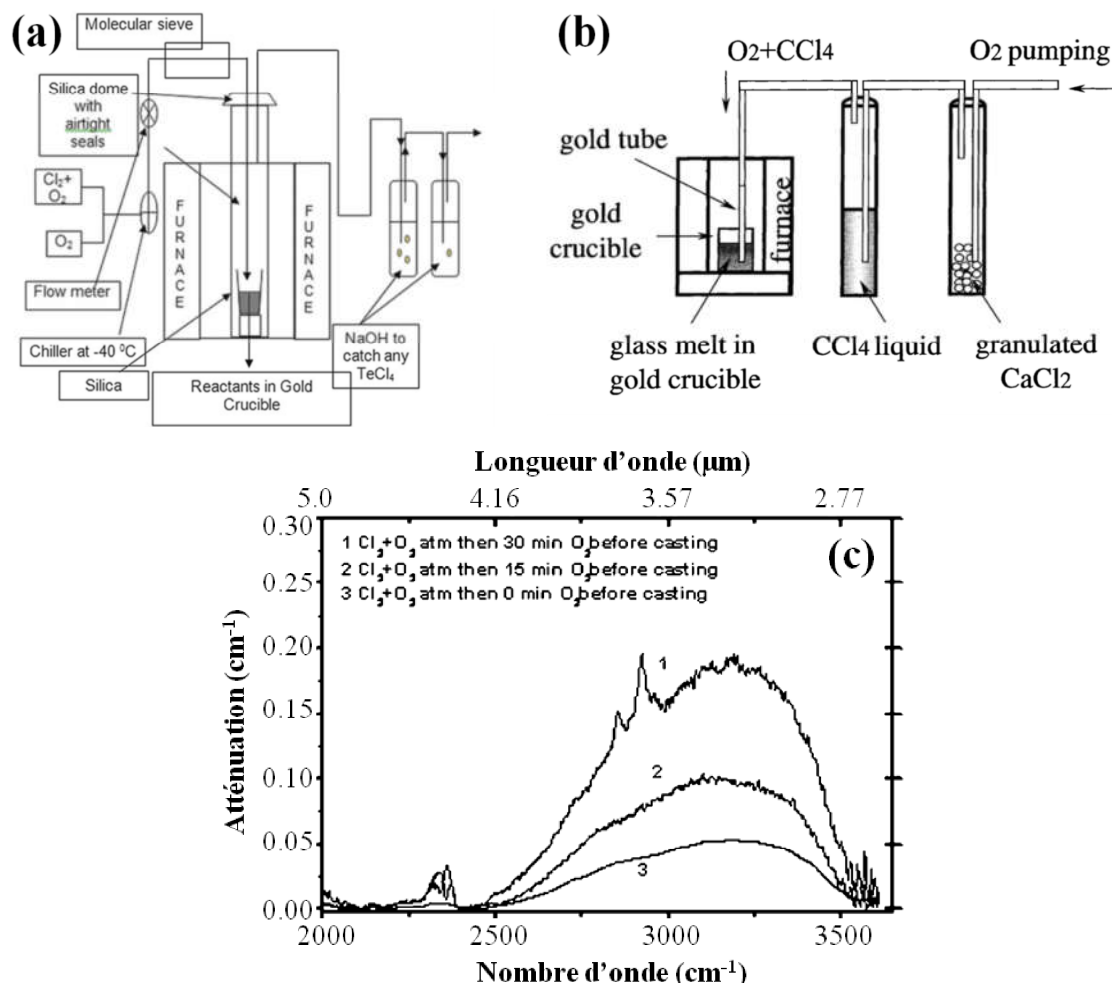 (a)
Molecular sieve
Silica dome
with
airtight
seals
Cl2+
O2
O2
Flow meter
Chiller at -40 °C
Silica
FURNACE
FURNACE
Reactants in Gold
Crucible
NaOH to
catch any
TeCl4
(b)
O2+CCl4
O2 pumping
gold tube
gold
crucible
furnace
glass melt in
gold crucible
CCl4 liquid
granulated
CaCl2
Longueur d'onde (µm)
5.0 4.16 3.57 2.77
(c)
1 Cl2+O2 atm then 30 min O2 before casting
2 Cl2+O2 atm then 15 min O2 before casting
3 Cl2+O2 atm then 0 min O2 before casting
0.30
0.25
0.20
0.15
0.10
0.05
0.00
Atténuation (cm-1)
1
2
3
2000 2500 3000 3500
Nombre d'onde (cm-1)